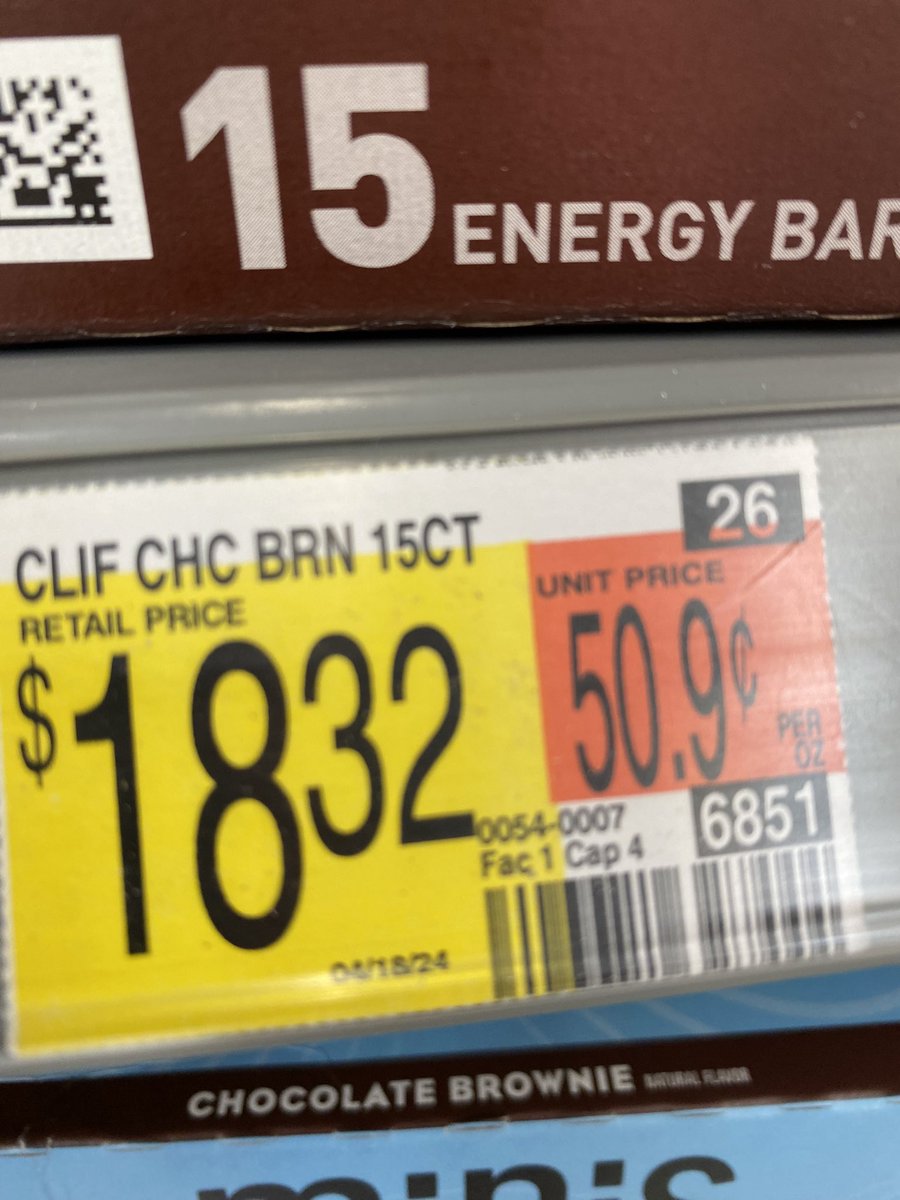 15 ENERGY BAR
26
CLIF CHC BRN 15CT
RETAIL PRICE
$1832
UNIT PRICE
50.9¢
PER
OZ
0054-0007
6851
Fac 1 Cap 4
04/18/24
CHOCOLATE BROWNIE NATURAL FLAVOR
minis